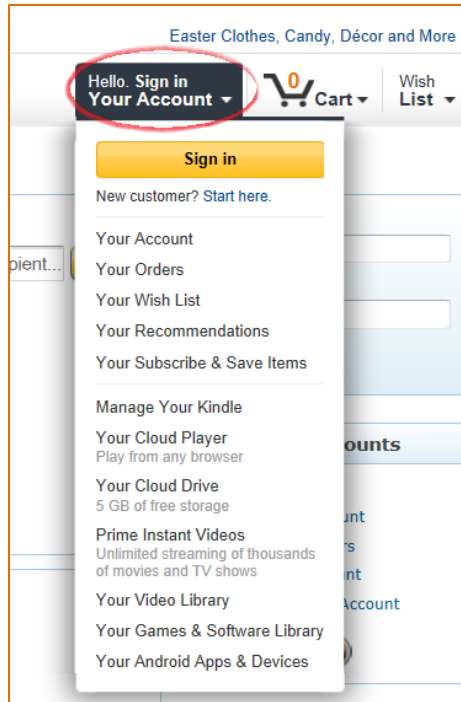 Easter Clothes, Candy, Décor and More
Hello. Sign in
Your Account
0
Cart
Wish
List
Sign in
New customer? Start here.
Your Account
pient...
Your Orders
Your Wish List
Your Recommendations
Your Subscribe & Save Items
Manage Your Kindle
Your Cloud Player
ounts
Play from any browser
Your Cloud Drive
5 GB of free storage
unt
Prime Instant Videos
rs
Unlimited streaming of thousands
of movies and TV shows
nt
Your Video Library
Account
Your Games & Software Library
Your Android Apps & Devices